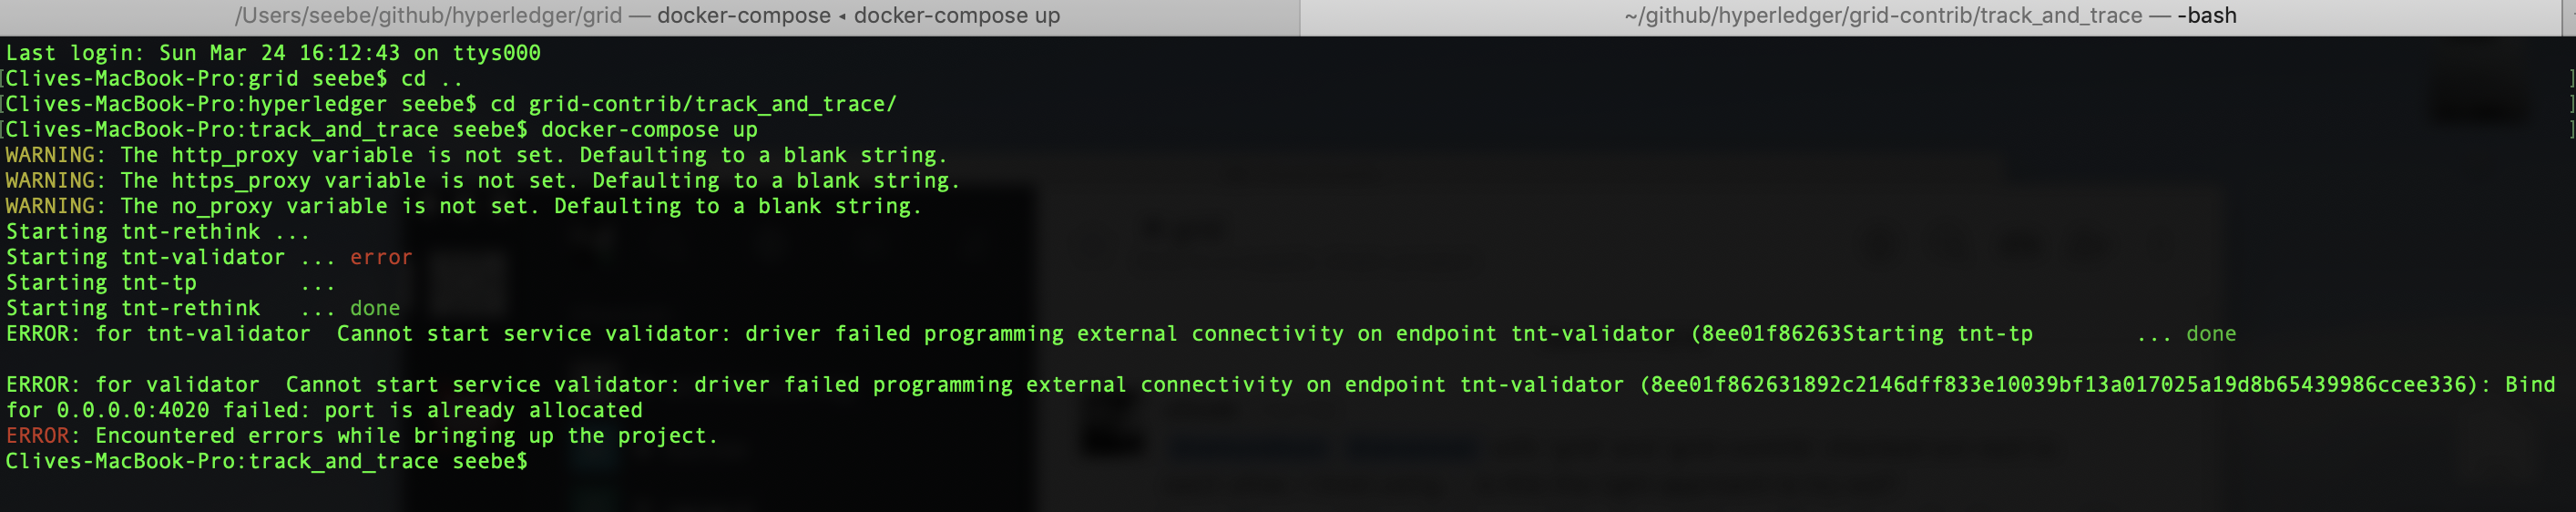 /Users/seebe/github/hyperledger/grid — docker-compose ◂ docker-compose up
~/github/hyperledger/grid-contrib/track_and_trace — -bash
Last login: Sun Mar 24 16:12:43 on ttys000
[Clives-MacBook-Pro:grid seebe$ cd .. ]
[Clives-MacBook-Pro:hyperledger seebe$ cd grid-contrib/track_and_trace/ ]
[Clives-MacBook-Pro:track_and_trace seebe$ docker-compose up ]
WARNING: The http_proxy variable is not set. Defaulting to a blank string.
WARNING: The https_proxy variable is not set. Defaulting to a blank string.
WARNING: The no_proxy variable is not set. Defaulting to a blank string.
Starting tnt-rethink ...
Starting tnt-validator ... error
Starting tnt-tp        ...
Starting tnt-rethink   ... done
ERROR: for tnt-validator  Cannot start service validator: driver failed programming external connectivity on endpoint tnt-validator (8ee01f86263Starting tnt-tp        ... done
ERROR: for validator  Cannot start service validator: driver failed programming external connectivity on endpoint tnt-validator (8ee01f862631892c2146dff833e10039bf13a017025a19d8b65439986ccee336): Bind
for 0.0.0.0:4020 failed: port is already allocated
ERROR: Encountered errors while bringing up the project.
Clives-MacBook-Pro:track_and_trace seebe$